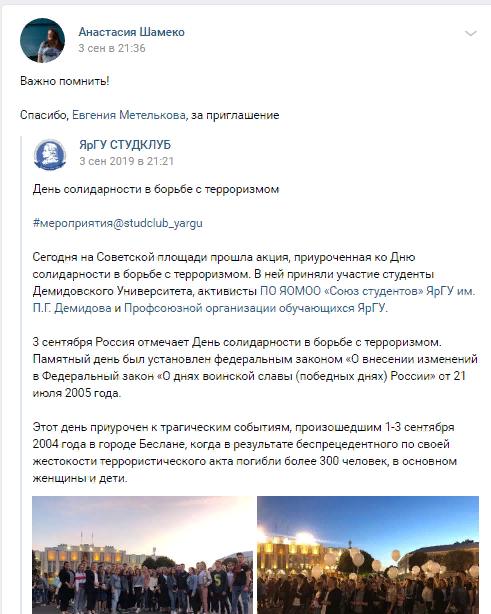 Анастасия Шамеко
3 сен в 21:36
Важно помнить!
Спасибо, Евгения Метелькова, за приглашение
ЯрГУ СТУДКЛУБ
3 сен 2019 в 21:21
День солидарности в борьбе с терроризмом
#мероприятия@studclub_yargu
Сегодня на Советской площади прошла акция, приуроченная ко Дню
солидарности в борьбе с терроризмом. В ней приняли участие студенты
Демидовского Университета, активисты ПО ЯОМОО «Союз студентов» ЯрГУ им.
П.Г. Демидова и Профсоюзной организации обучающихся ЯрГУ.
3 сентября Россия отмечает День солидарности в борьбе с терроризмом.
Памятный день был установлен федеральным законом «О внесении изменений
в Федеральный закон «О днях воинской славы (победных днях) России» от 21
июля 2005 года.
Этот день приурочен к трагическим событиям, произошедшим 1-3 сентября
2004 года в городе Беслане, когда в результате беспрецедентного по своей
жестокости террористического акта погибли более 300 человек, в основном
женщины и дети.